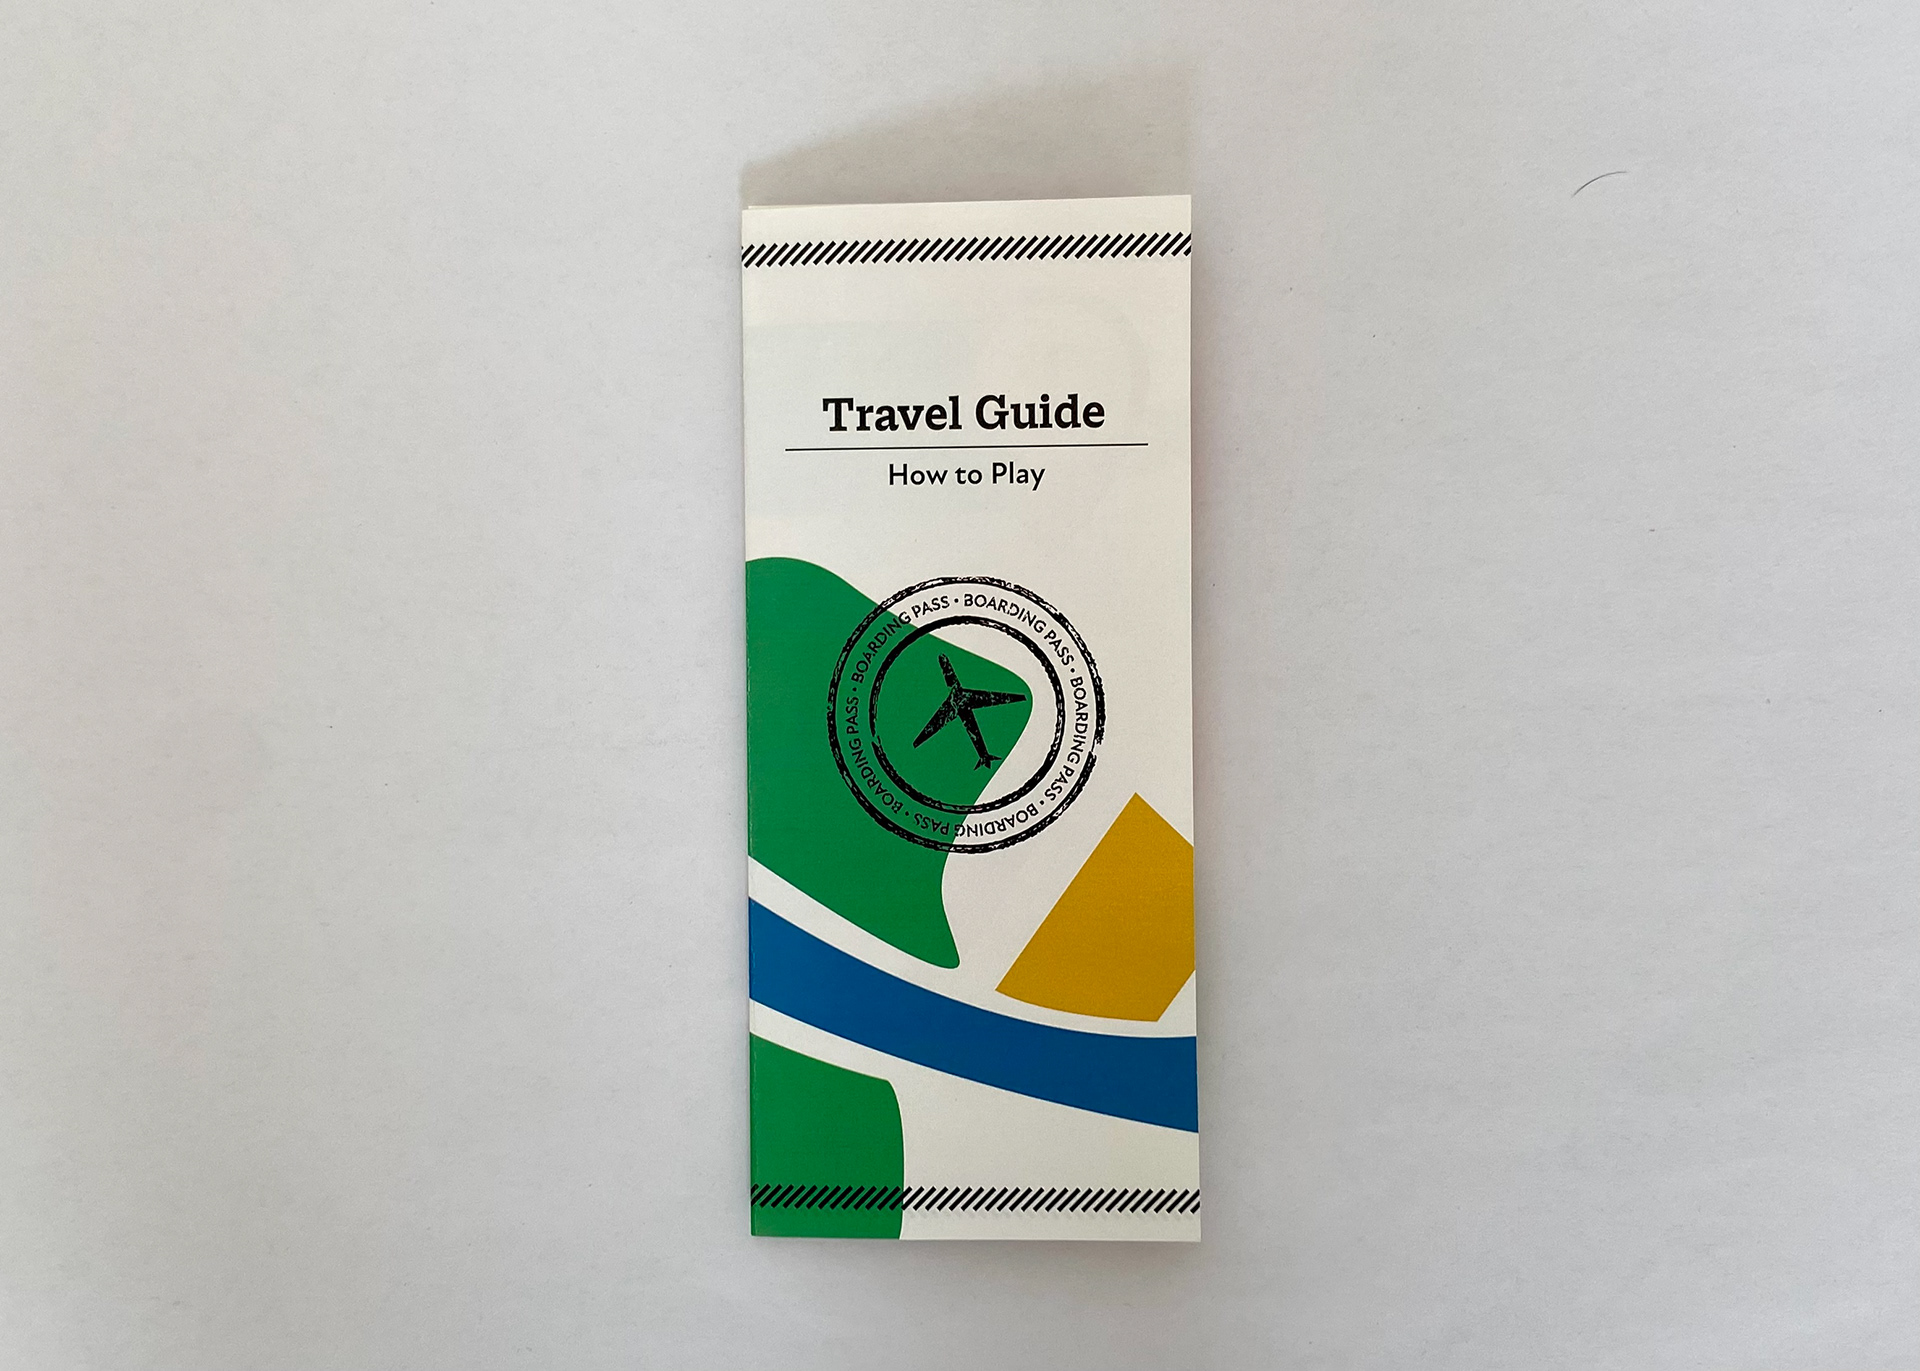 Travel Guide
How to Play
BOARDING PASS • BOARDING PASS • BOARDING PASS • BOARDING PASS • BOARDING PASS •